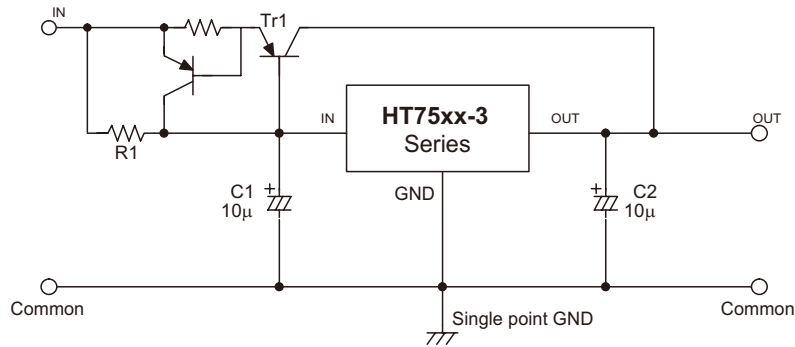 IN
Tr1
R1
IN
HT75xx-3
Series
OUT
OUT
GND
C1
10μ
C2
10μ
Common
Single point GND
Common
+
+